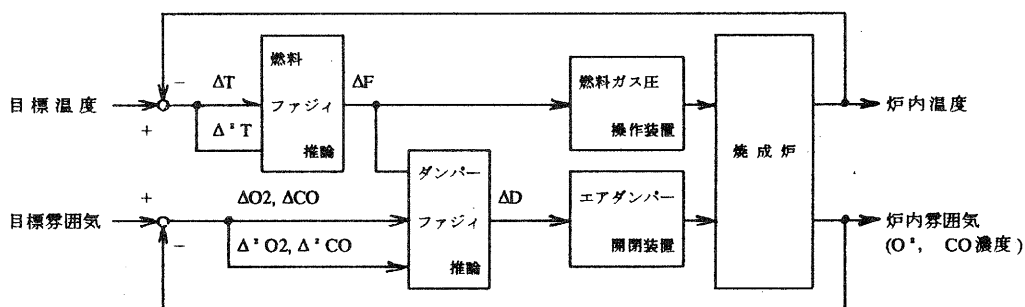 燃料
− ΔT ΔF 燃料ガス圧
目標温度 ファジィ 炉内温度
+ Δ²T 操作装置
推論 焼成炉
ダンパー
+ ΔO2, ΔCO ΔD エアダンパー
目標雰囲気 ファジィ 炉内雰囲気
− Δ²O2, Δ²CO 開閉装置 (O², CO濃度)
推論